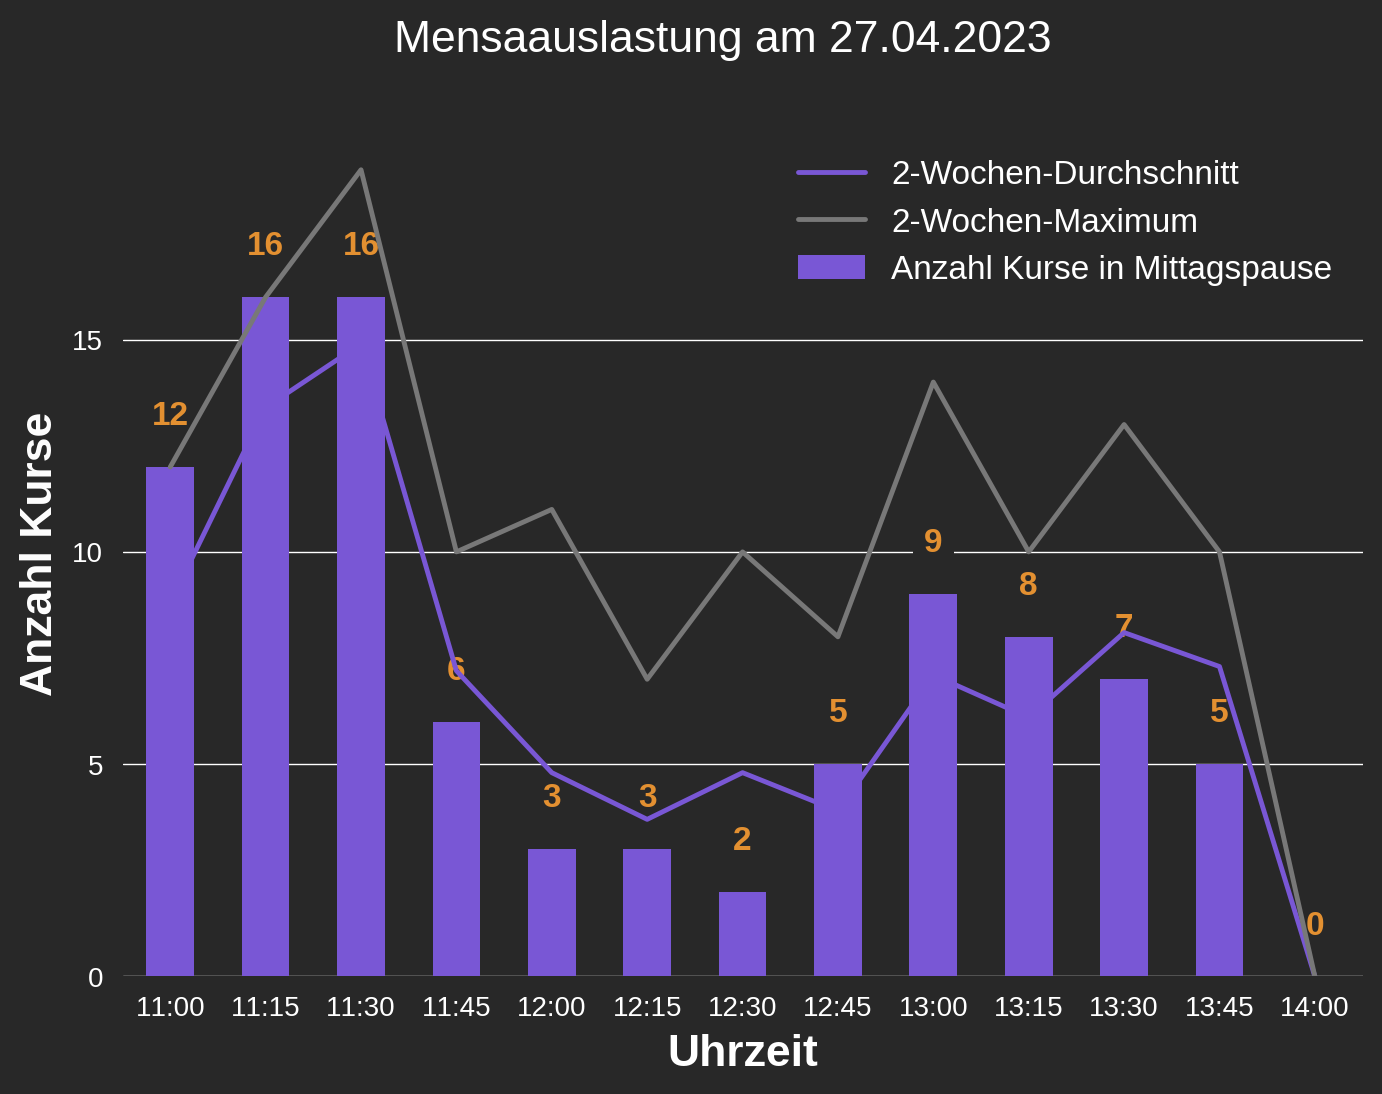 Mensaauslastung am 27.04.2023
2-Wochen-Durchschnitt
2-Wochen-Maximum
Anzahl Kurse in Mittagspause
16 16
15
12
Anzahl Kurse
10
9
8
7
6
5 5
5
3 3
2
0
0
11:00 11:15 11:30 11:45 12:00 12:15 12:30 12:45 13:00 13:15 13:30 13:45 14:00
Uhrzeit